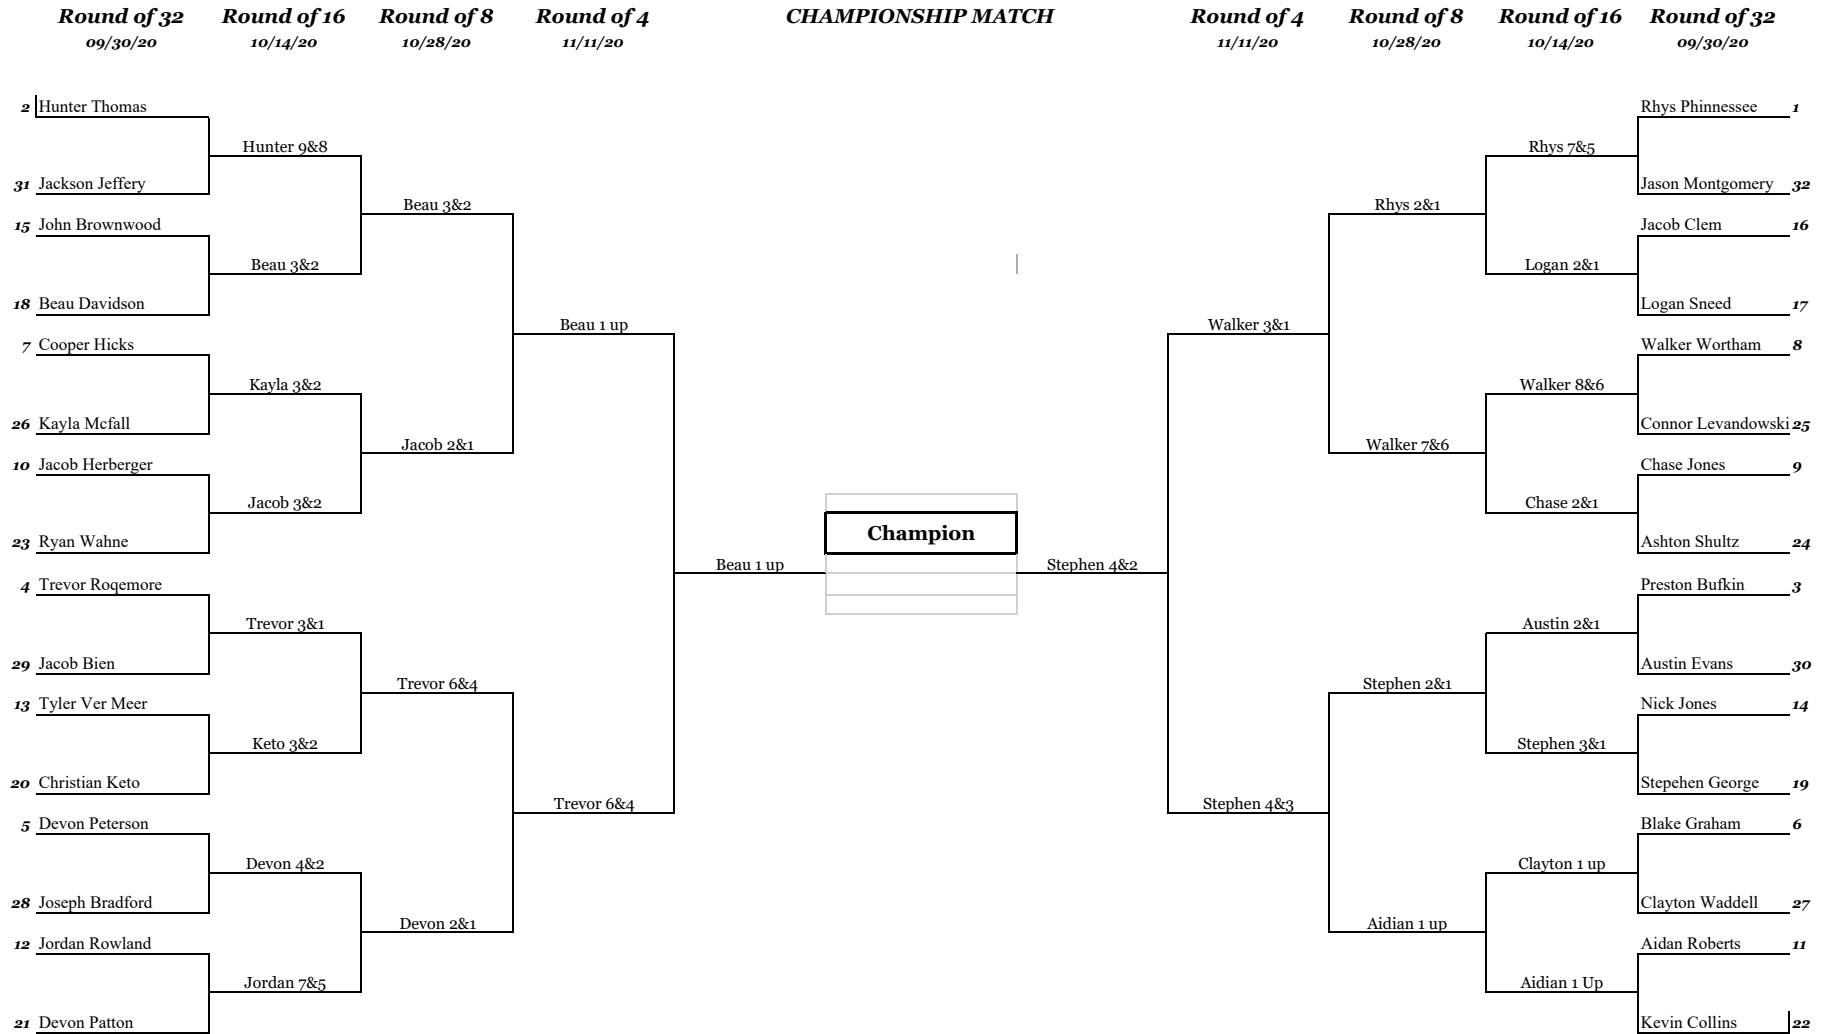 Round of 32 Round of 16 Round of 8 Round of 4 CHAMPIONSHIP MATCH Round of 4 Round of 8 Round of 16 Round of 32
09/30/20 10/14/20 10/28/20 11/11/20 11/11/20 10/28/20 10/14/20 09/30/20
2 Hunter Thomas Rhys Phinnessee 1
Hunter 9&8 Rhys 7&5
31 Jackson Jeffery Jason Montgomery 32
Beau 3&2 Rhys 2&1
15 John Brownwood Jacob Clem 16
Beau 3&2 Logan 2&1
18 Beau Davidson Logan Sneed 17
Beau 1 up Walker 3&1
7 Cooper Hicks Walker Wortham 8
Kayla 3&2 Walker 8&6
26 Kayla Mcfall Connor Levandowski 25
Jacob 2&1 Walker 7&6
10 Jacob Herberger Chase Jones 9
Jacob 3&2 Chase 2&1
Champion
23 Ryan Wahne Ashton Shultz 24
Beau 1 up Stephen 4&2
4 Trevor Roqemore Preston Bufkin 3
Trevor 3&1 Austin 2&1
29 Jacob Bien Austin Evans 30
Trevor 6&4 Stephen 2&1
13 Tyler Ver Meer Nick Jones 14
Keto 3&2 Stephen 3&1
20 Christian Keto Stepehen George 19
Trevor 6&4 Stephen 4&3
5 Devon Peterson Blake Graham 6
Devon 4&2 Clayton 1 up
28 Joseph Bradford Clayton Waddell 27
Devon 2&1 Aidian 1 up
12 Jordan Rowland Aidan Roberts 11
Jordan 7&5 Aidian 1 Up
21 Devon Patton Kevin Collins 22